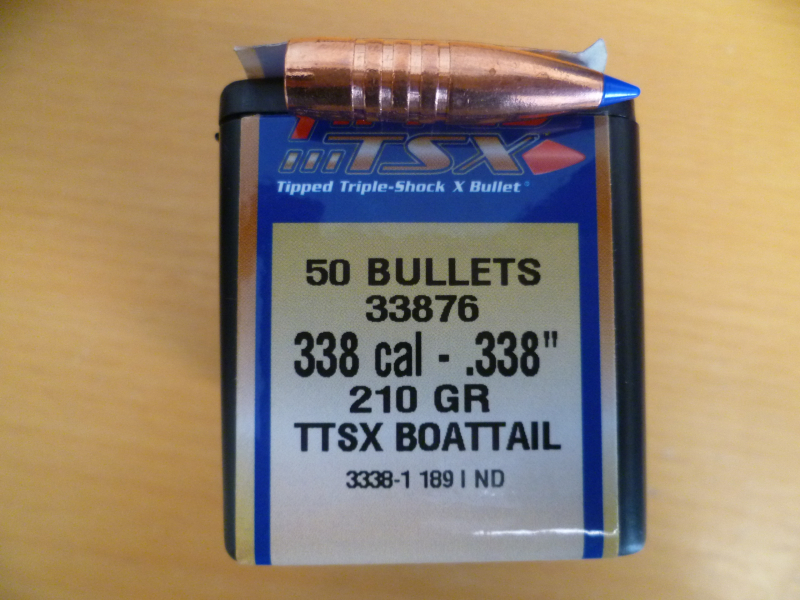 TSX
Tipped Triple-Shock X Bullet®
50 BULLETS
33876
338 cal - .338"
210 GR
TTSX BOATTAIL
3338-1 189 I ND